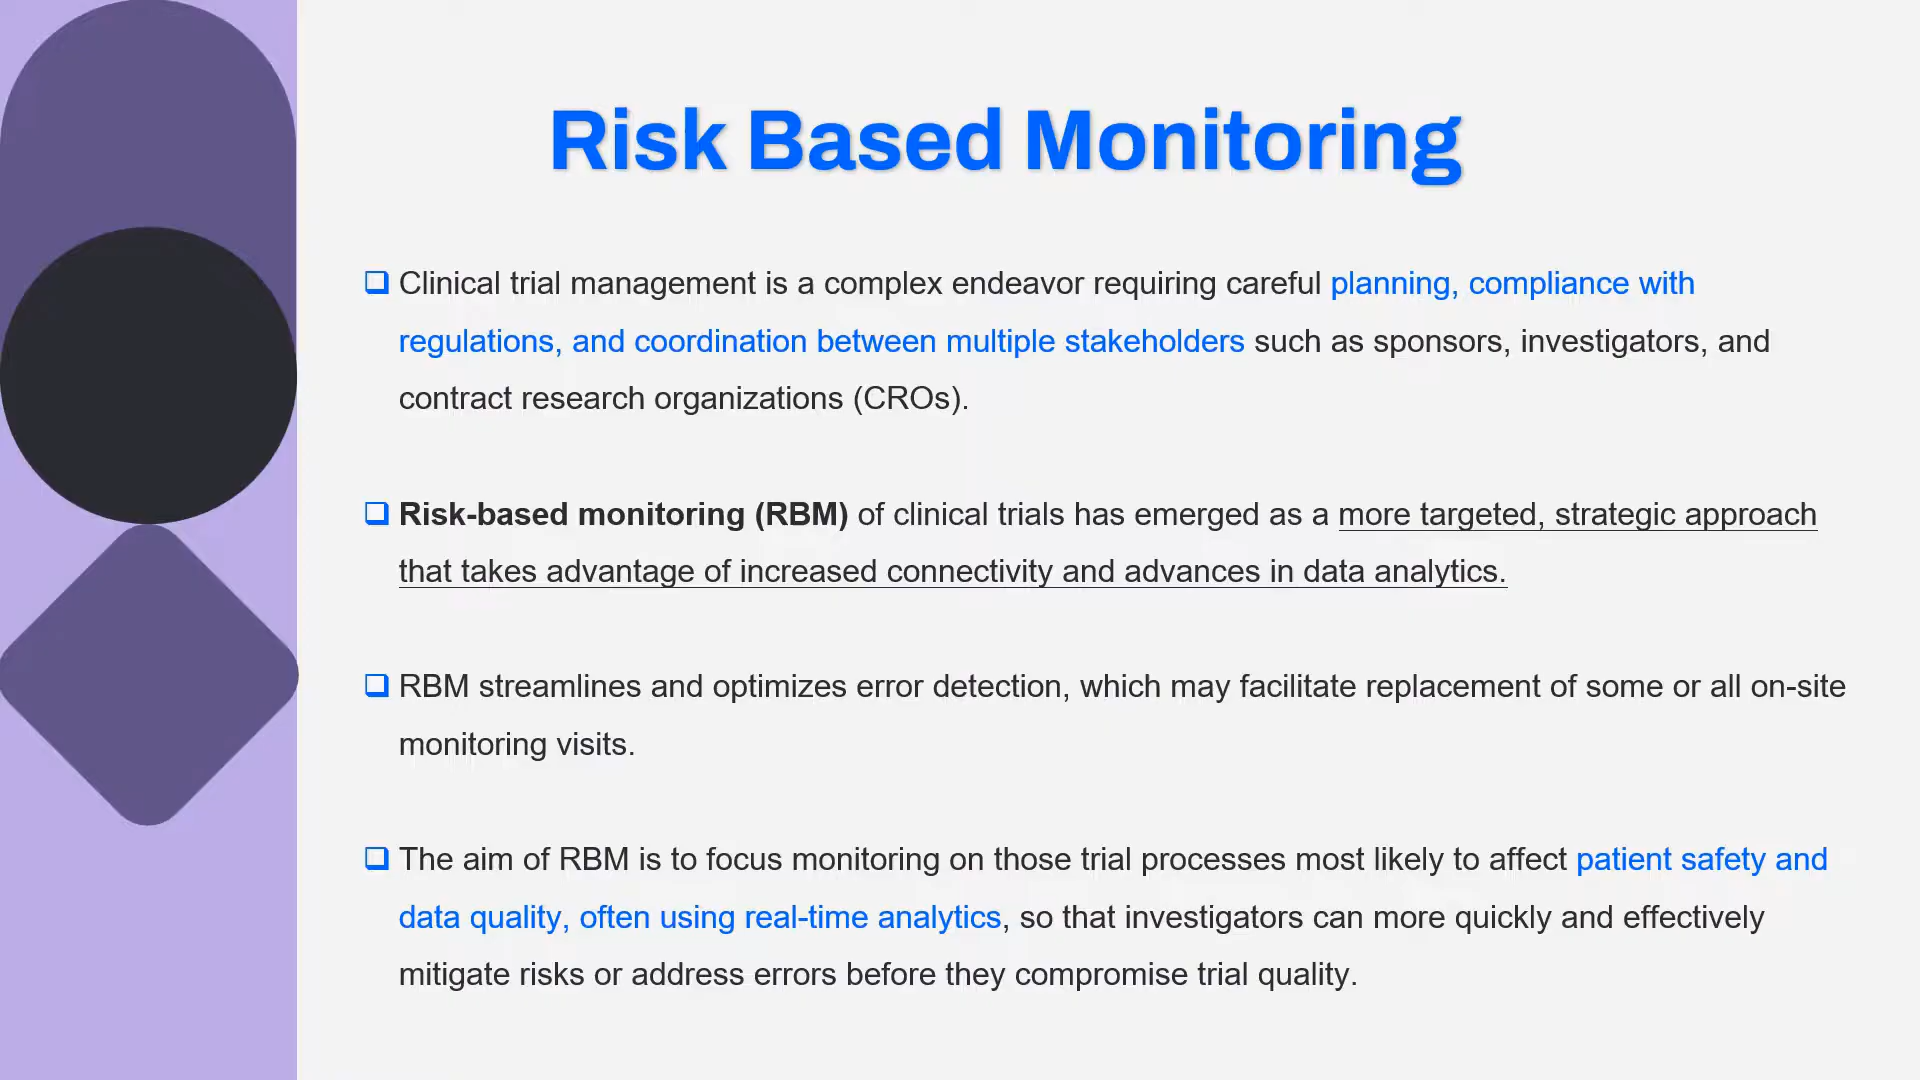 Risk Based Monitoring
❑ Clinical trial management is a complex endeavor requiring careful planning, compliance with
regulations, and coordination between multiple stakeholders such as sponsors, investigators, and
contract research organizations (CROs).
❑ Risk-based monitoring (RBM) of clinical trials has emerged as a more targeted, strategic approach
that takes advantage of increased connectivity and advances in data analytics.
❑ RBM streamlines and optimizes error detection, which may facilitate replacement of some or all on-site
monitoring visits.
❑ The aim of RBM is to focus monitoring on those trial processes most likely to affect patient safety and
data quality, often using real-time analytics, so that investigators can more quickly and effectively
mitigate risks or address errors before they compromise trial quality.